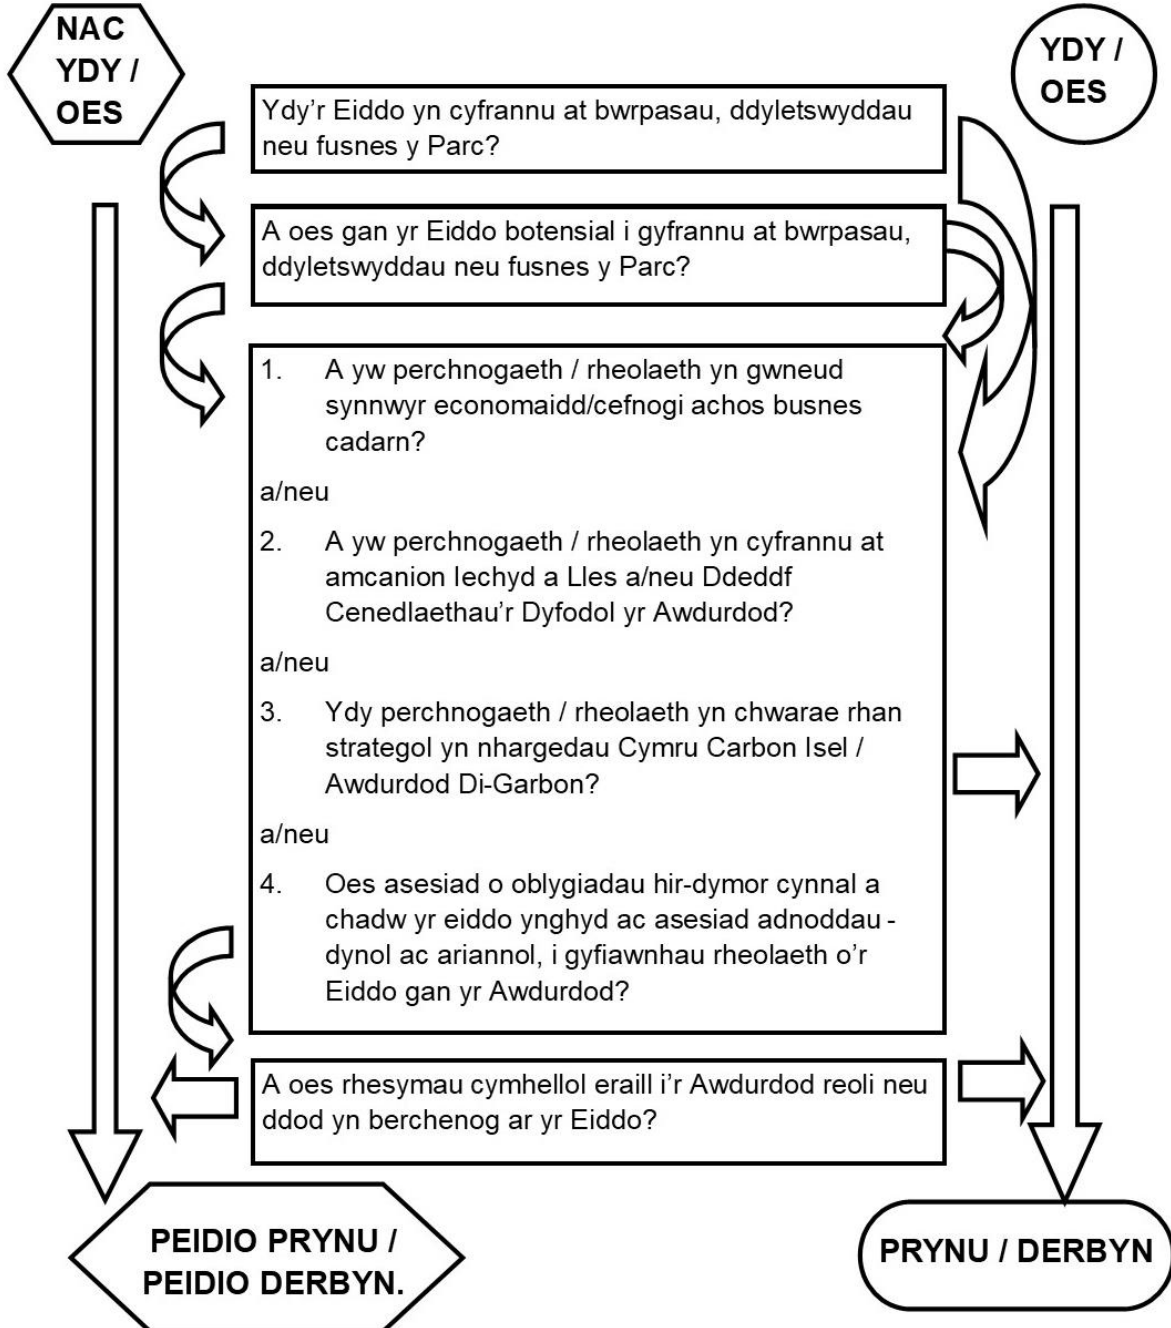 NAC
YDY /
OES
YDY /
OES
Ydy'r Eiddo yn cyfrannu at bwrpasau, ddyletswyddau
neu fusnes y Parc?
A oes gan yr Eiddo botensial i gyfrannu at bwrpasau,
ddyletswyddau neu fusnes y Parc?
1. A yw perchnogaeth / rheolaeth yn gwneud
synnwyr economaidd/cefnogi achos busnes
cadarn?
a/neu
2. A yw perchnogaeth / rheolaeth yn cyfrannu at
amcanion Iechyd a Lles a/neu Ddeddf
Cenedlaethau'r Dyfodol yr Awdurdod?
a/neu
3. Ydy perchnogaeth / rheolaeth yn chwarae rhan
strategol yn nhargedau Cymru Carbon Isel /
Awdurdod Di-Garbon?
a/neu
4. Oes asesiad o oblygiadau hir-dymor cynnal a
chadw yr eiddo ynghyd ac asesiad adnoddau -
dynol ac ariannol, i gyfiawnhau rheolaeth o'r
Eiddo gan yr Awdurdod?
A oes rhesymau cymhellol eraill i'r Awdurdod reoli neu
ddod yn berchenog ar yr Eiddo?
PEIDIO PRYNU /
PEIDIO DERBYN.
PRYNU / DERBYN